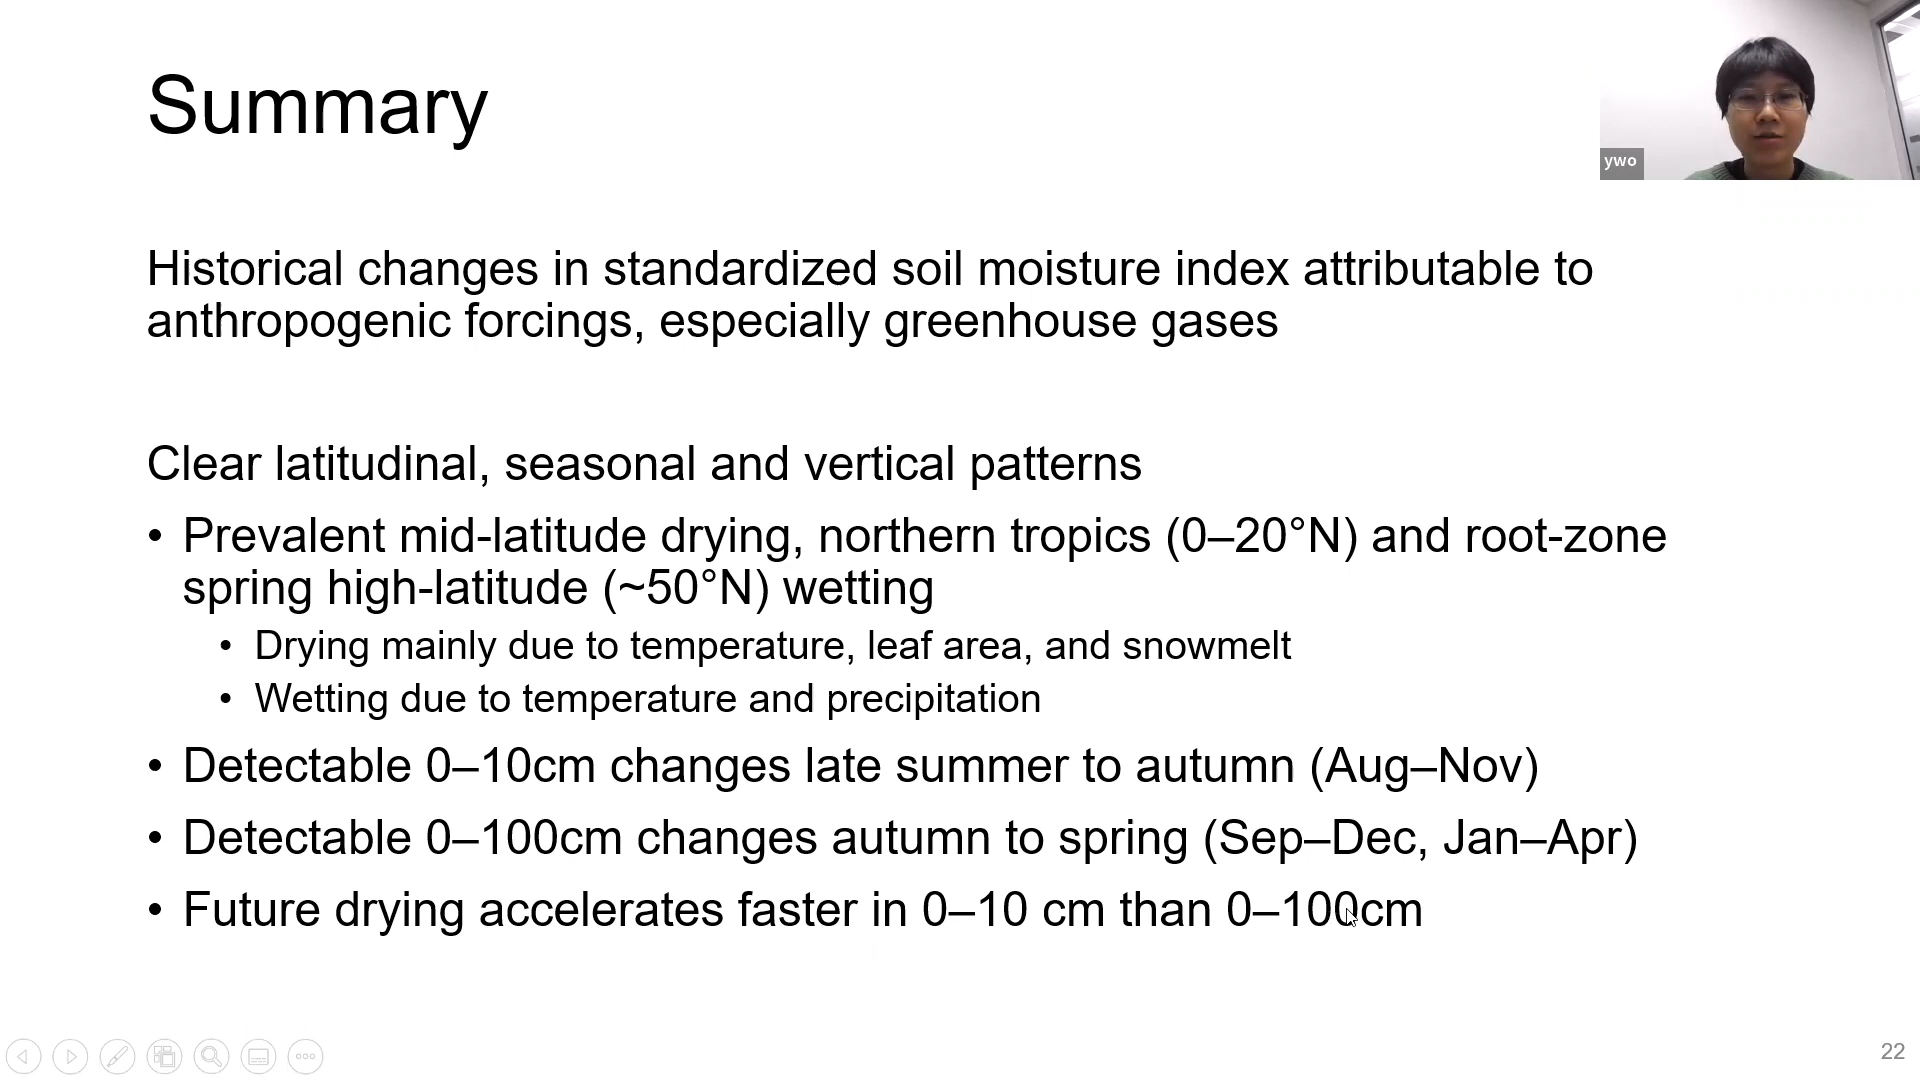 Summary
ywo
Historical changes in standardized soil moisture index attributable to
anthropogenic forcings, especially greenhouse gases
Clear latitudinal, seasonal and vertical patterns
• Prevalent mid-latitude drying, northern tropics (0–20°N) and root-zone
spring high-latitude (~50°N) wetting
• Drying mainly due to temperature, leaf area, and snowmelt
• Wetting due to temperature and precipitation
• Detectable 0–10cm changes late summer to autumn (Aug–Nov)
• Detectable 0–100cm changes autumn to spring (Sep–Dec, Jan–Apr)
• Future drying accelerates faster in 0–10 cm than 0–100cm
22